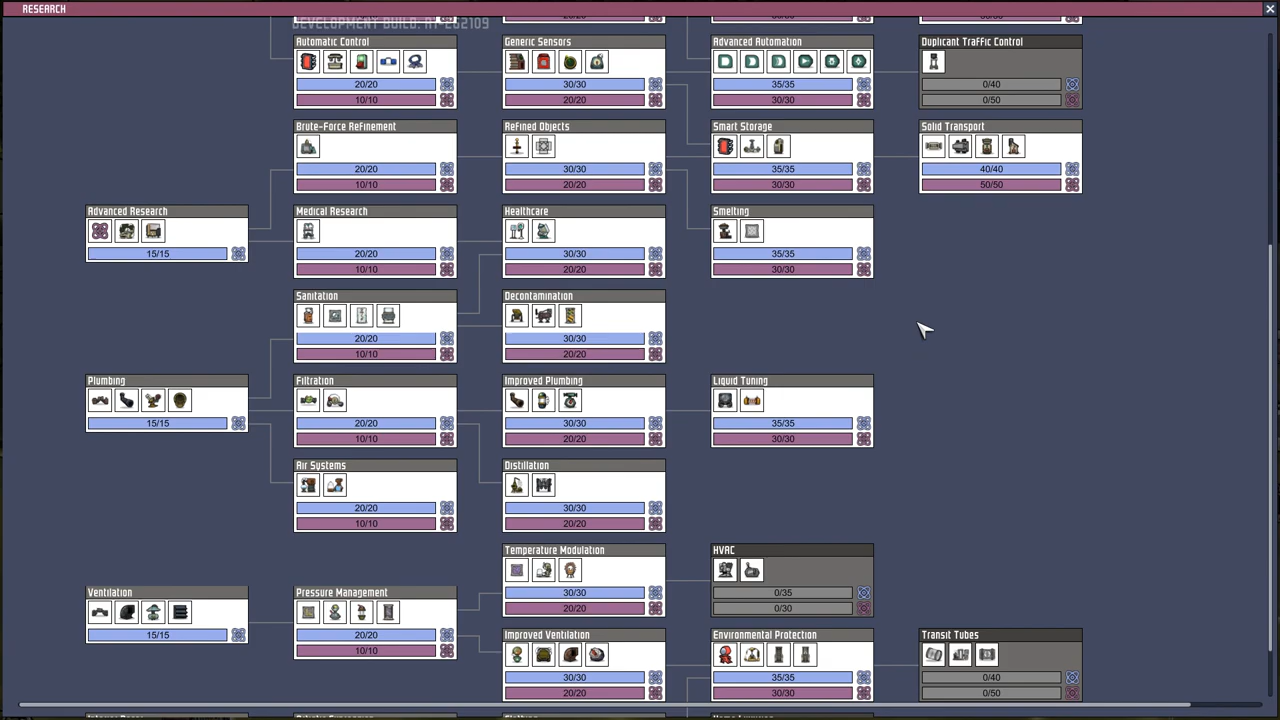 RESEARCH
DEVELOPMENT BUILD: AT-262109
Automatic Control
20/20
10/10
Generic Sensors
30/30
20/20
Advanced Automation
35/35
30/30
Duplicant Traffic Control
0/40
0/50
Brute-Force Refinement
20/20
10/10
Refined Objects
30/30
20/20
Smart Storage
35/35
30/30
Solid Transport
40/40
50/50
Advanced Research
15/15
Medical Research
20/20
10/10
Healthcare
30/30
20/20
Smelting
35/35
30/30
Sanitation
20/20
10/10
Decontamination
30/30
20/20
Plumbing
15/15
Filtration
20/20
10/10
Improved Plumbing
30/30
20/20
Liquid Tuning
35/35
30/30
Air Systems
20/20
10/10
Distillation
30/30
20/20
Temperature Modulation
30/30
20/20
HVAC
0/35
0/30
Ventilation
15/15
Pressure Management
20/20
10/10
Improved Ventilation
30/30
20/20
Environmental Protection
35/35
30/30
Transit Tubes
0/40
0/50